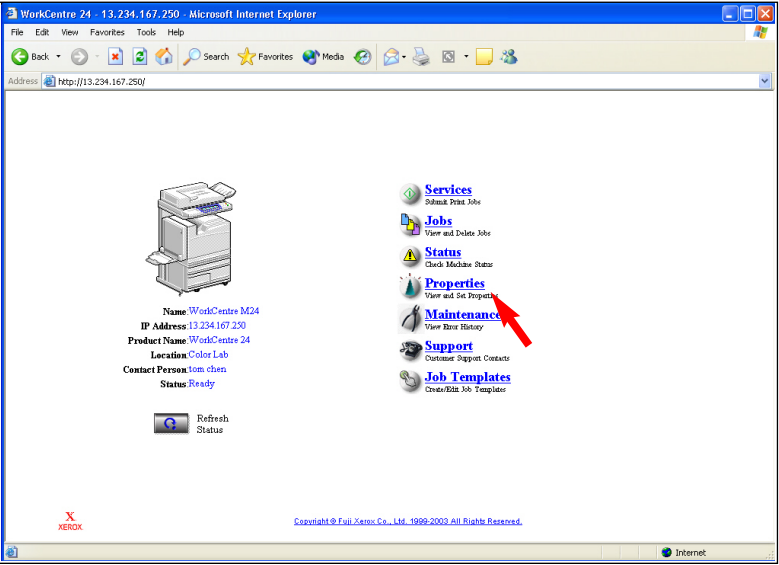 WorkCentre 24 - 13.234.167.250 - Microsoft Internet Explorer
File Edit View Favorites Tools Help
Back Search Favorites Media
Address http://13.234.167.250/
Services
Submit Print Jobs
Jobs
View and Delete Jobs
Status
Check Machine Status
Properties
View and Set Properties
Maintenance
View Error History
Support
Customer Support Contacts
Job Templates
Create/Edit Job Templates
Name: WorkCentre M24
IP Address: 13.234.167.250
Product Name: WorkCentre 24
Location: Color Lab
Contact Person: tom chen
Status: Ready
Refresh
Status
X
XEROX
Copyright © Fuji Xerox Co., Ltd. 1999-2003 All Rights Reserved.
Internet